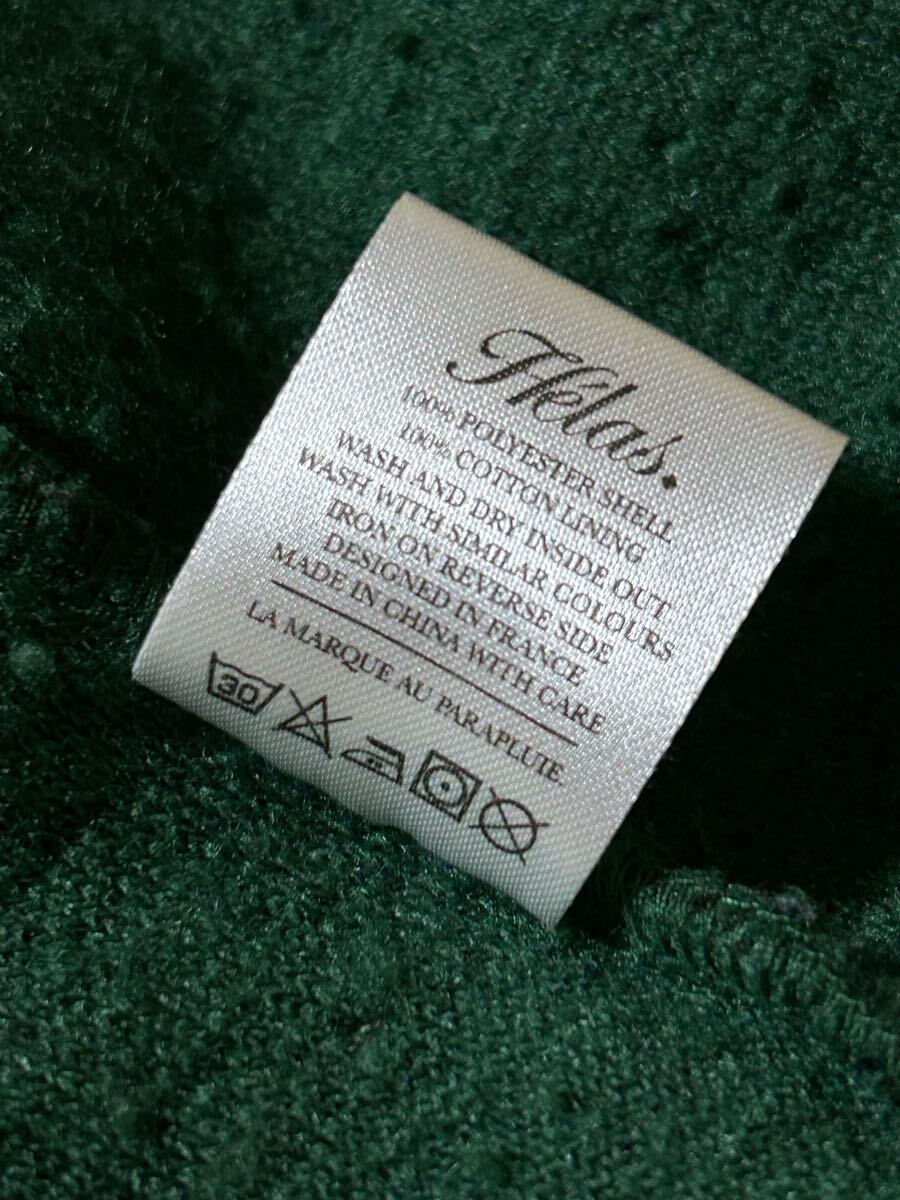 Hélas.
100% POLYESTER SHELL
100% COTTON LINING
WASH AND DRY INSIDE OUT
WASH WITH SIMILAR COLOURS
IRON ON REVERSE SIDE
DESIGNED IN FRANCE
MADE IN CHINA WITH CARE
LA MARQUE AU PARAPLUIE.
30